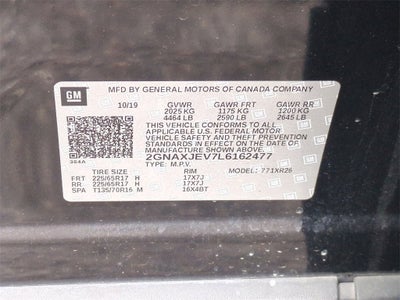 GM
MFD BY GENERAL MOTORS OF CANADA COMPANY
10/19 GVWR GAWR FRT GAWR RR
2025 KG 1175 KG 1200 KG
4464 LB 2590 LB 2645 LB
THIS VEHICLE CONFORMS TO ALL
APPLICABLE U.S. FEDERAL MOTOR
VEHICLE SAFETY AND THEFT PREVENTION
STANDARDS IN EFFECT ON THE DATE OF
MANUFACTURE SHOWN ABOVE.
2GNAXJEV7L6162477
TYPE: M.P.V. MODEL: 771XR26
TIRE SIZE RIM
FRT 225/65R17 H 17X7J
RR 225/65R17 H 17X7J
SPA T135/70R16 M 16X4BT